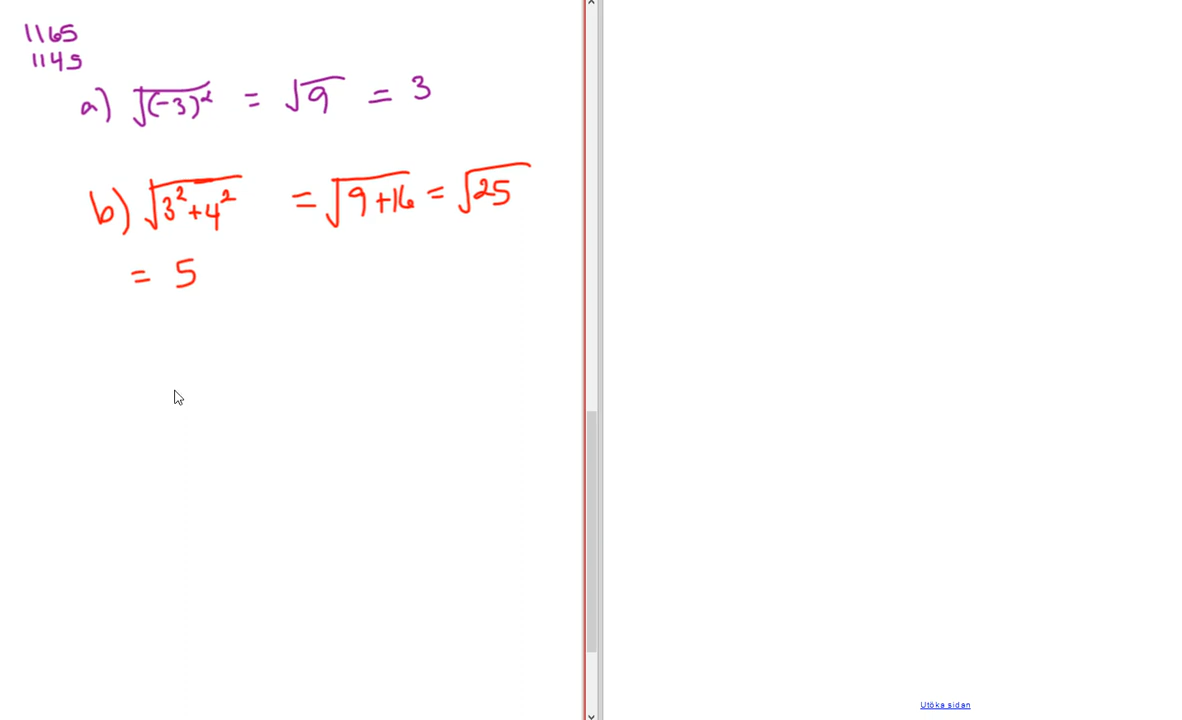 1165
1145
a) √(-3)² = √9 = 3
b) √3²+4² = √9+16 = √25
= 5
Utöka sidan